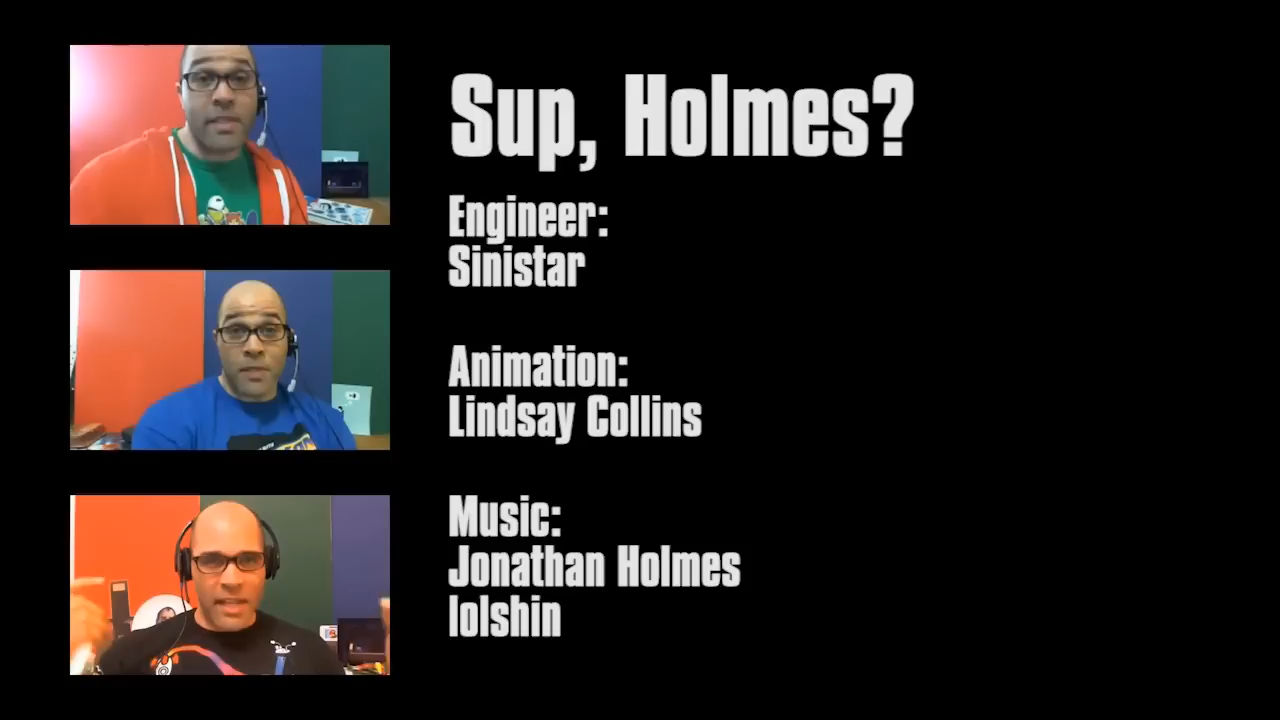 Sup, Holmes?
Engineer:
Sinistar
Animation:
Lindsay Collins
Music:
Jonathan Holmes
lolshin